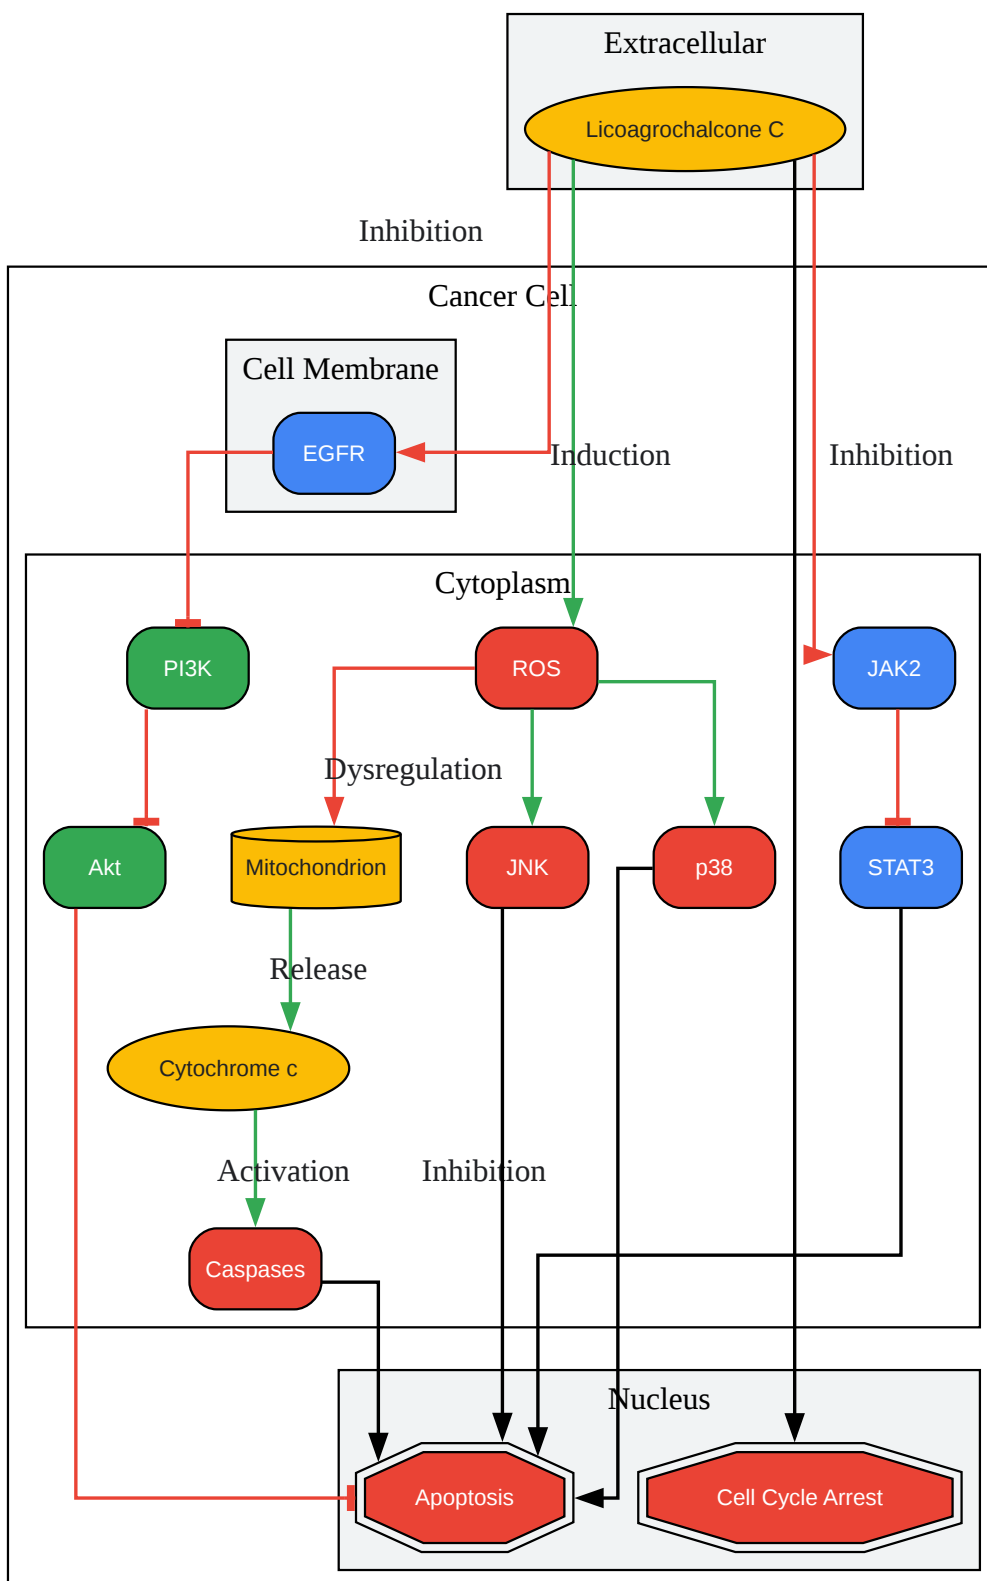 Extracellular
Licoagrochalcone C
Inhibition
Cancer Cell
Cell Membrane
EGFR
Induction
Inhibition
Cytoplasm
PI3K
ROS
JAK2
Dysregulation
Akt
Mitochondrion
JNK
p38
STAT3
Release
Cytochrome c
Activation
Inhibition
Caspases
Nucleus
Apoptosis
Cell Cycle Arrest